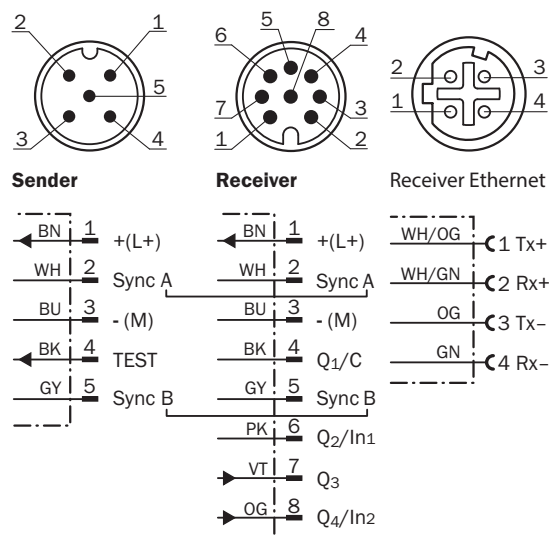 2 1
5
3 4
5 8
6 4
7 3
1 2
2 3
1 4
Sender
BN 1 +(L+)
WH 2 Sync A
BU 3 - (M)
BK 4 TEST
GY 5 Sync B
Receiver
BN 1 +(L+)
WH 2 Sync A
BU 3 - (M)
BK 4 Q1/C
GY 5 Sync B
PK 6 Q2/In1
VT 7 Q3
OG 8 Q4/In2
Receiver Ethernet
WH/OG 1 Tx+
WH/GN 2 Rx+
OG 3 Tx–
GN 4 Rx–